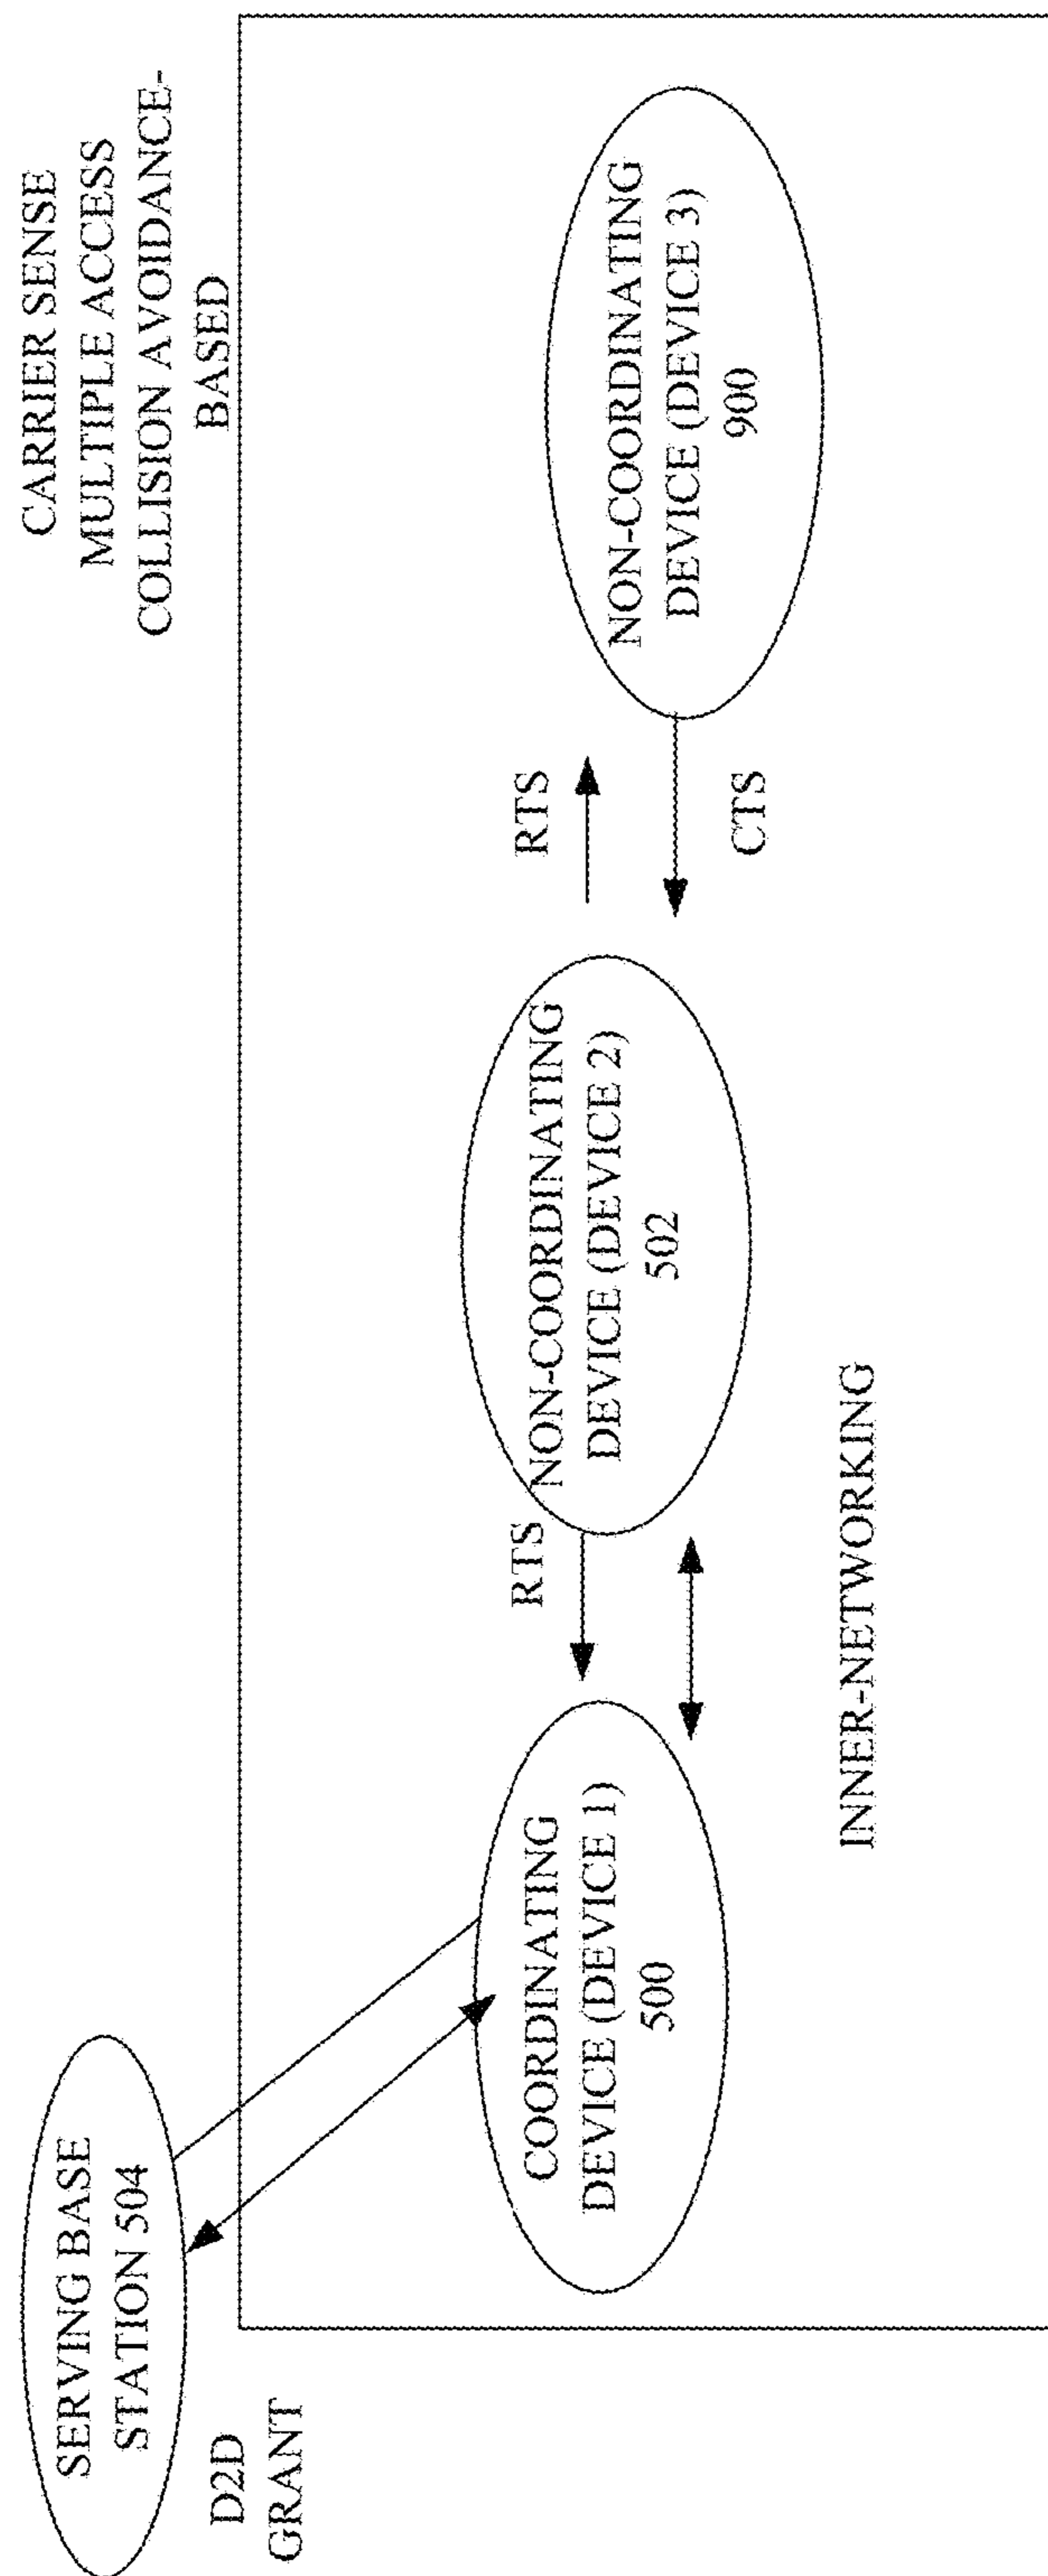 CARRIER SENSE
MULTIPLE ACCESS
COLLISION AVOIDANCE-
BASED
SERVING BASE
STATION 504
D2D
GRANT
COORDINATING
DEVICE (DEVICE 1)
500
RTS
NON-COORDINATING
DEVICE (DEVICE 2)
502
RTS
CTS
NON-COORDINATING
DEVICE (DEVICE 3)
900
INNER-NETWORKING